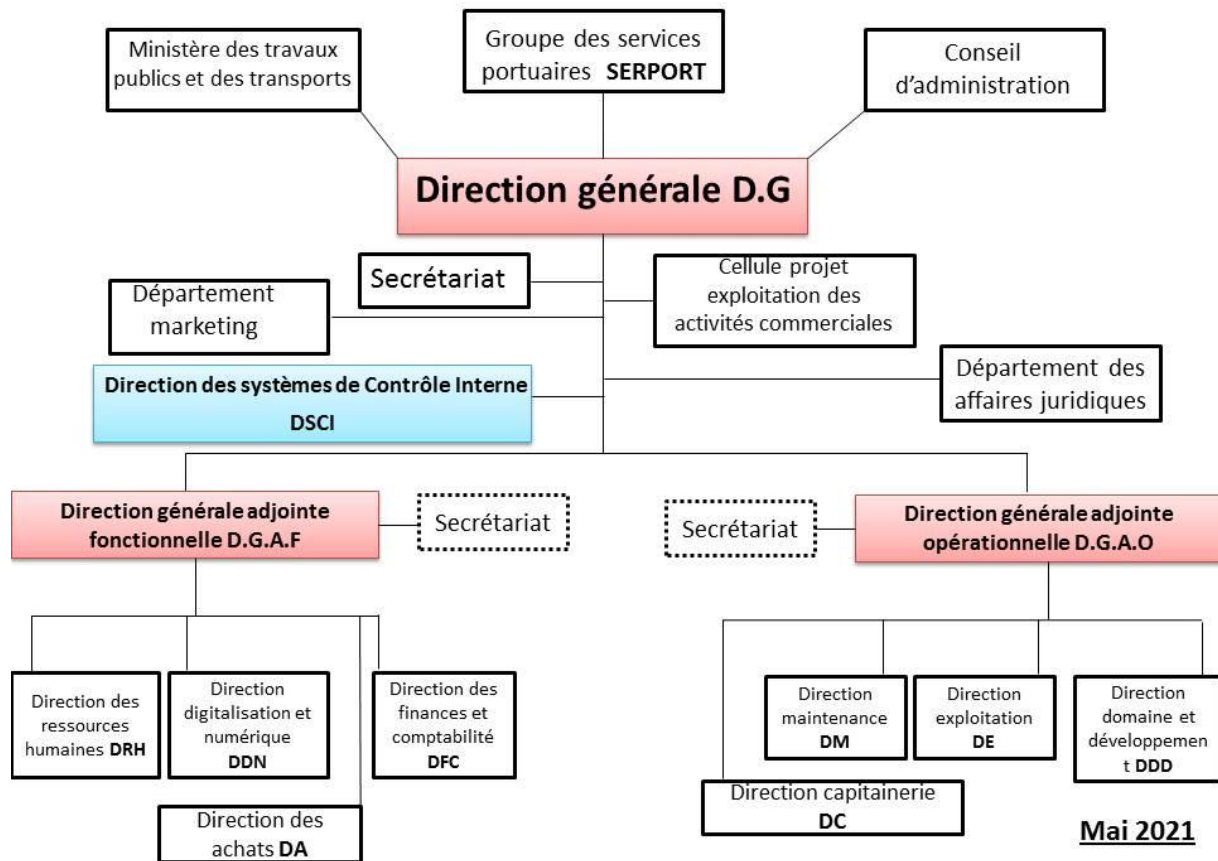 Ministère des travaux
publics et des transports
Groupe des services
portuaires SERPORT
Conseil
d'administration
Direction générale D.G
Secrétariat
Cellule projet
exploitation des
activités commerciales
Département
marketing
Direction des systèmes de Contrôle Interne
DSCI
Département des
affaires juridiques
Direction générale adjointe
fonctionnelle D.G.A.F
Secrétariat
Secrétariat
Direction générale adjointe
opérationnelle D.G.A.O
Direction des
ressources
humaines DRH
Direction
digitalisation et
numérique
DDN
Direction des
finances et
comptabilité
DFC
Direction des
achats DA
Direction
maintenance
DM
Direction
exploitation
DE
Direction
domaine et
développemen
t DDD
Direction capitainerie
DC
Mai 2021